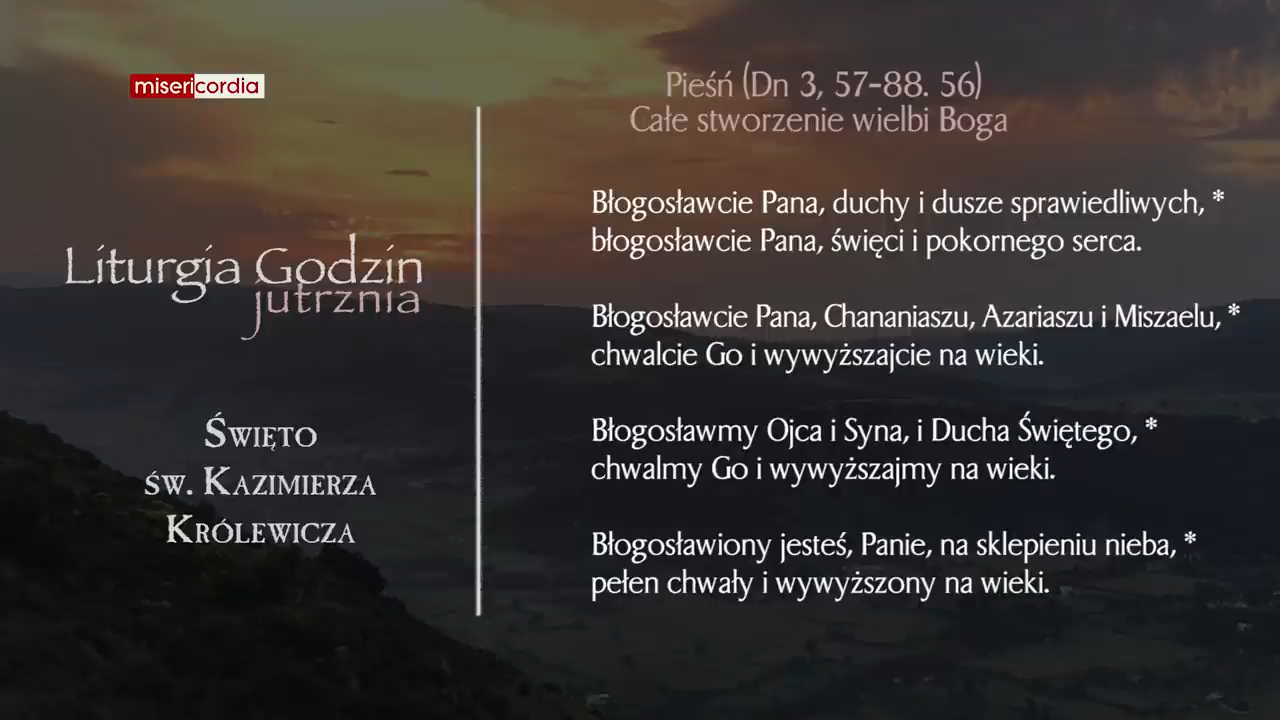 misericordia
Liturgia Godzin
jutrznia
Święto
św. Kazimierza
Królewicza
Pieśń (Dn 3, 57-88. 56)
Całe stworzenie wielbi Boga
Błogosławcie Pana, duchy i dusze sprawiedliwych, *
błogosławcie Pana, święci i pokornego serca.
Błogosławcie Pana, Chananiaszu, Azariaszu i Miszaelu, *
chwalcie Go i wywyższajcie na wieki.
Błogosławmy Ojca i Syna, i Ducha Świętego, *
chwalmy Go i wywyższajmy na wieki.
Błogosławiony jesteś, Panie, na sklepieniu nieba, *
pełen chwały i wywyższony na wieki.